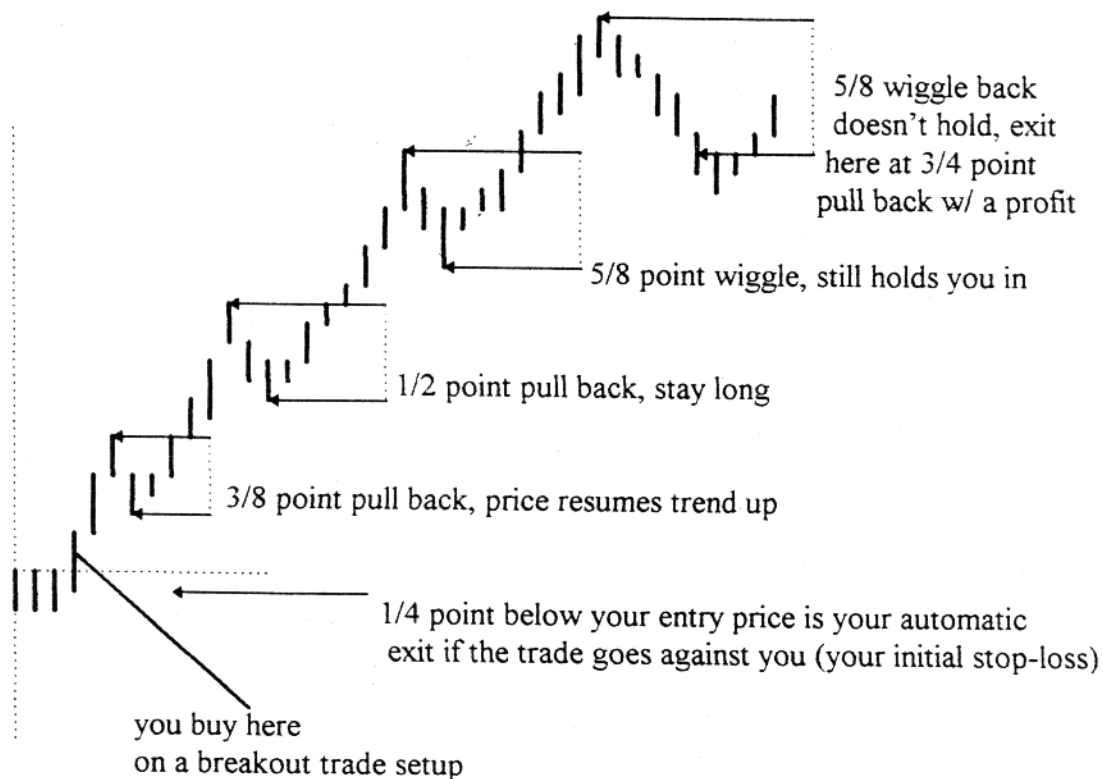 5/8 wiggle back
doesn't hold, exit
here at 3/4 point
pull back w/ a profit
5/8 point wiggle, still holds you in
1/2 point pull back, stay long
3/8 point pull back, price resumes trend up
1/4 point below your entry price is your automatic
exit if the trade goes against you (your initial stop-loss)
you buy here
on a breakout trade setup